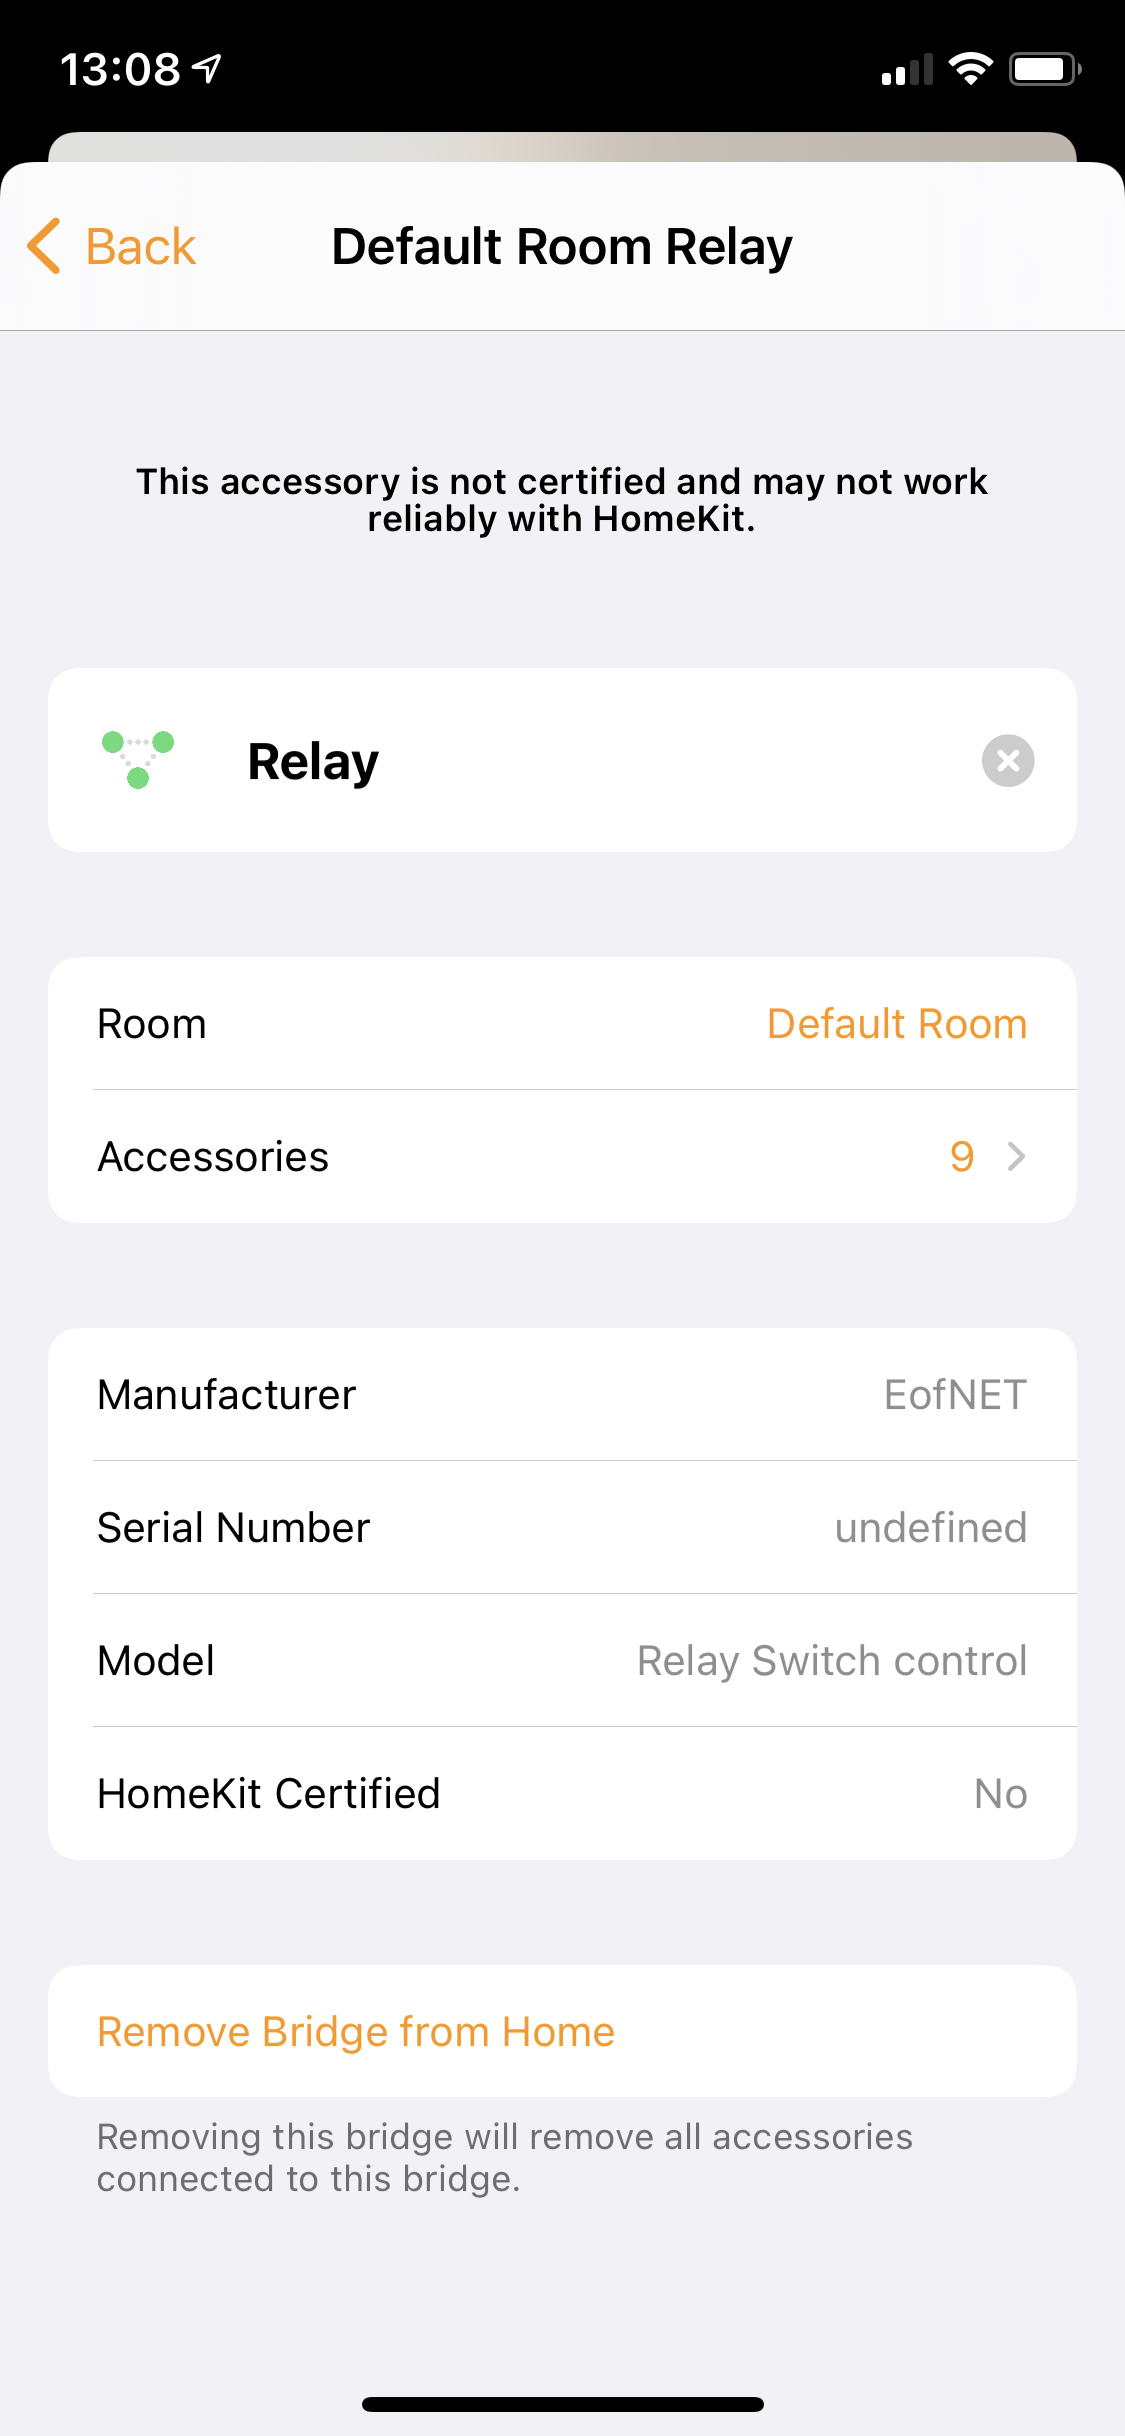 13:08
Back
Default Room Relay
This accessory is not certified and may not work
reliably with HomeKit.
Relay
Room
Default Room
Accessories
9
Manufacturer
EofNET
Serial Number
undefined
Model
Relay Switch control
HomeKit Certified
No
Remove Bridge from Home
Removing this bridge will remove all accessories
connected to this bridge.